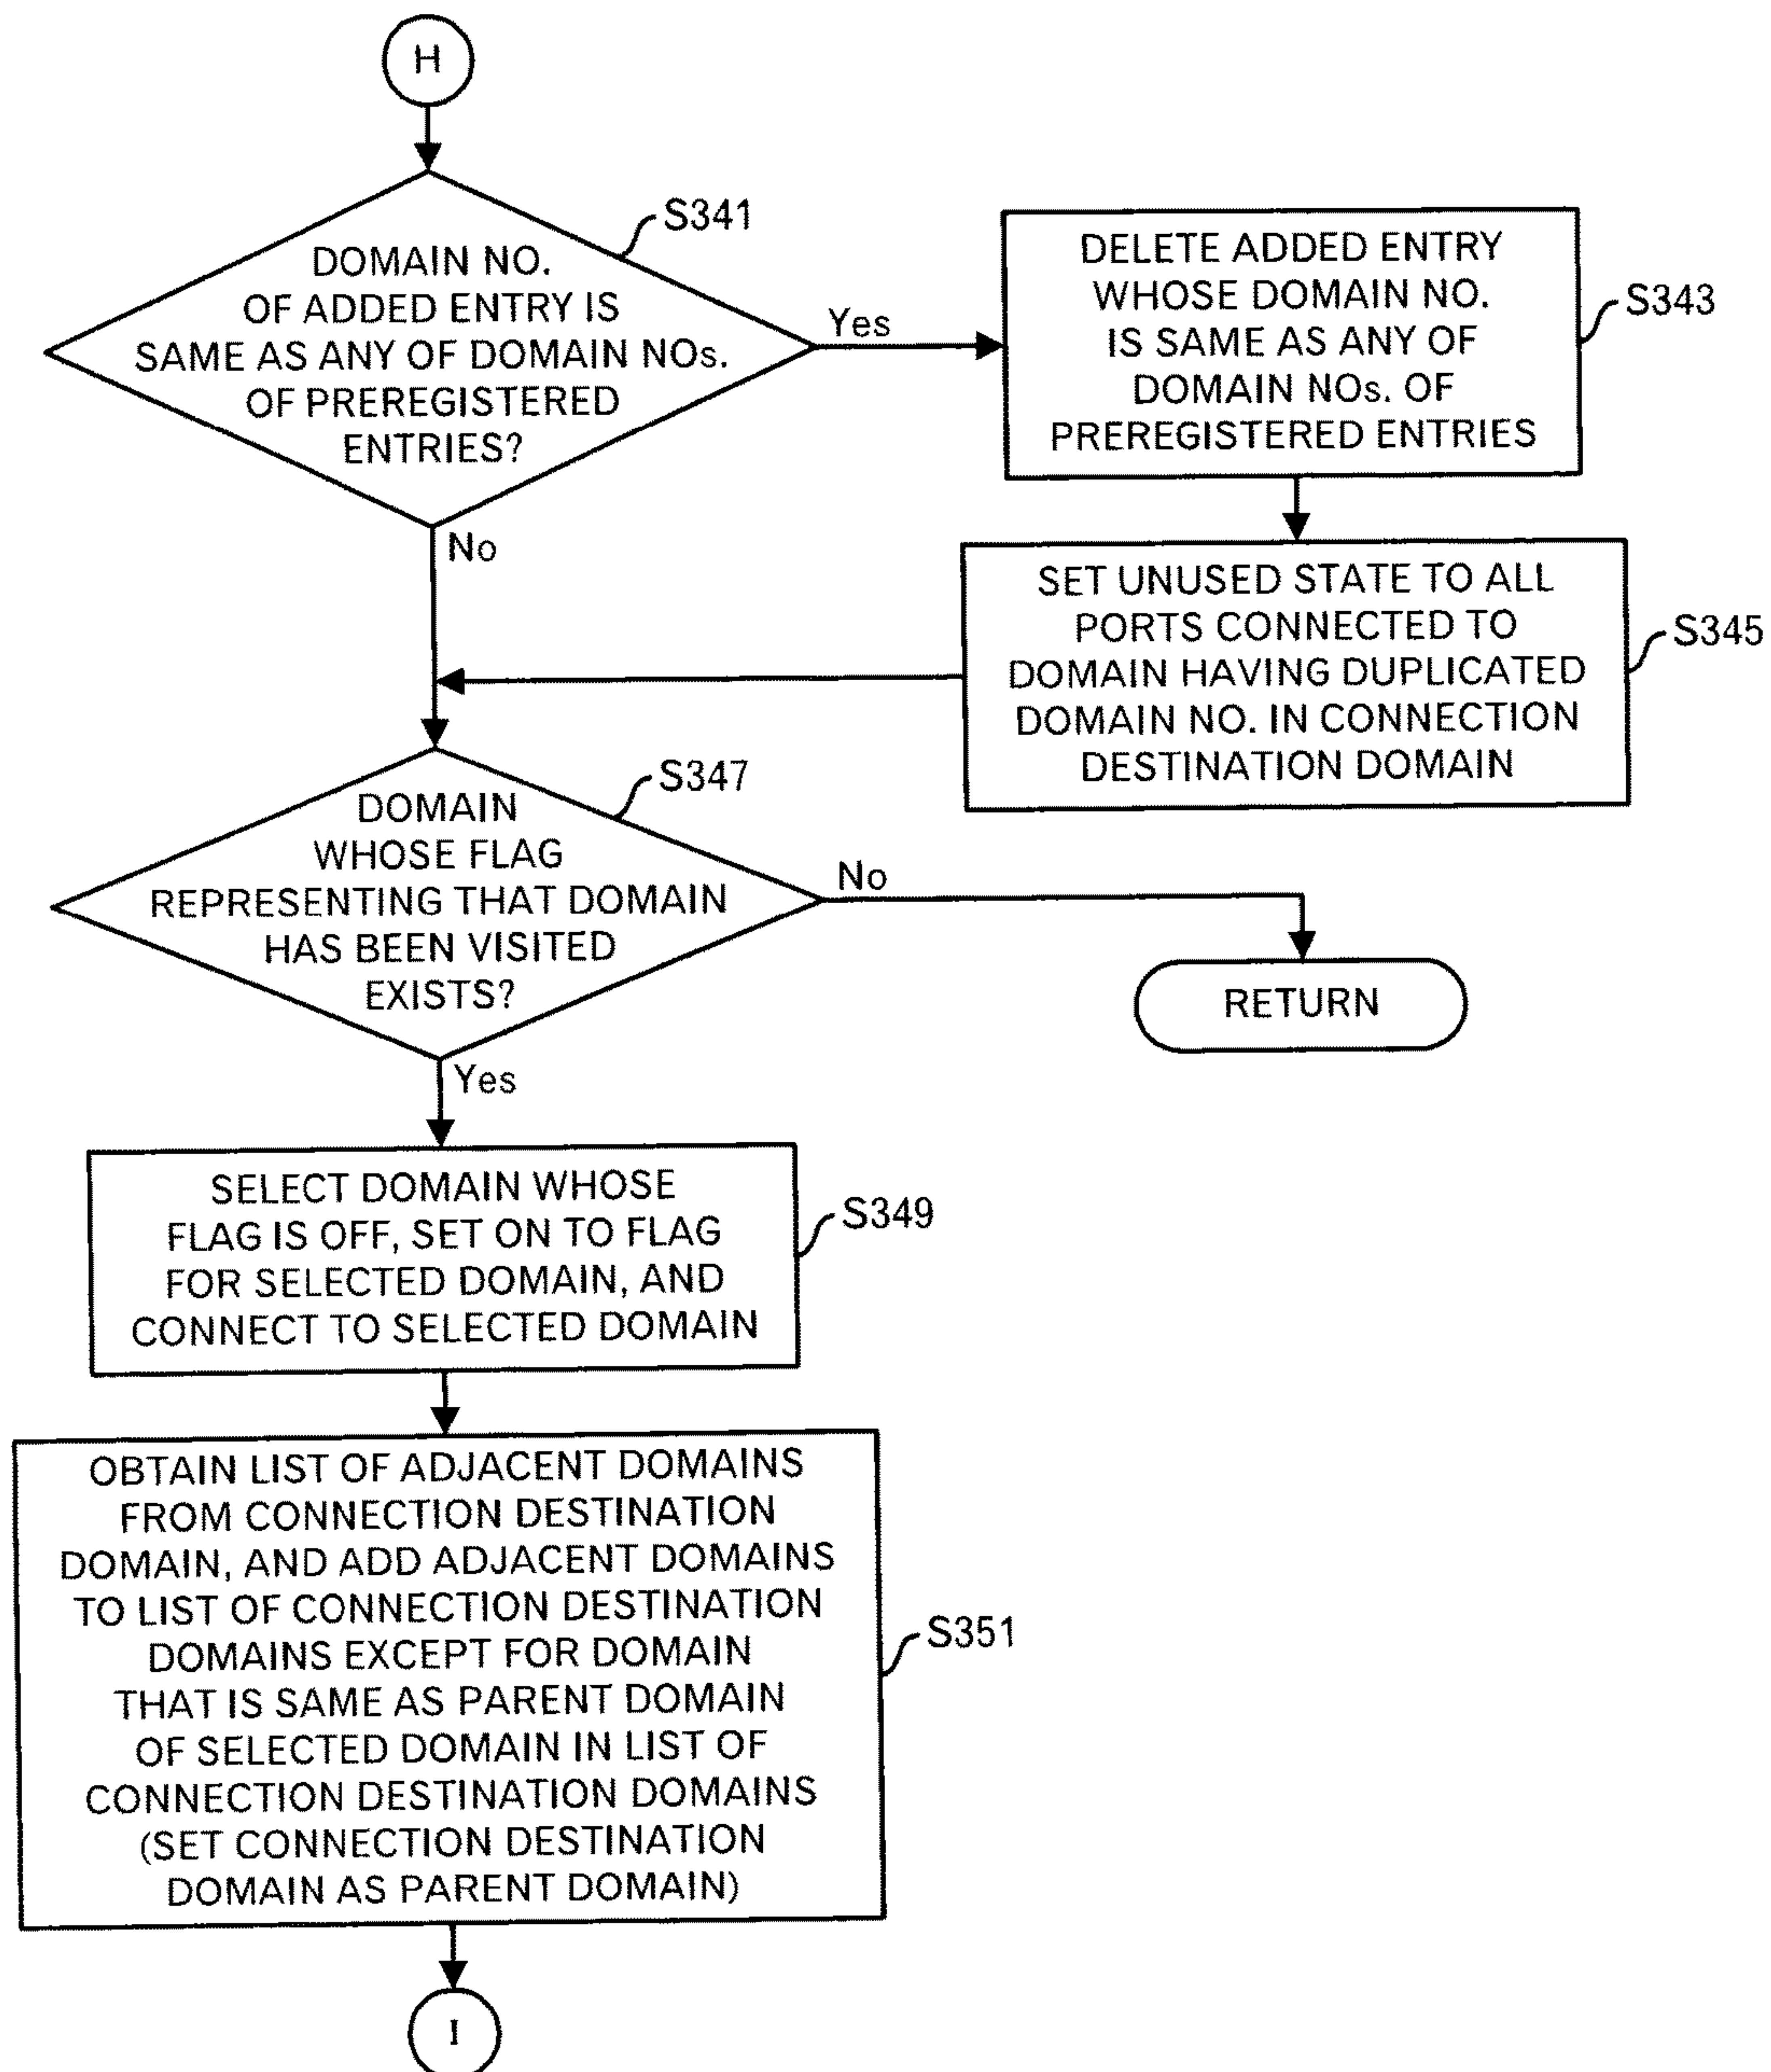 H
DOMAIN NO.
OF ADDED ENTRY IS
SAME AS ANY OF DOMAIN NOs.
OF PREREGISTERED
ENTRIES?
S341
Yes
No
DELETE ADDED ENTRY
WHOSE DOMAIN NO.
IS SAME AS ANY OF
DOMAIN NOs. OF
PREREGISTERED ENTRIES
S343
SET UNUSED STATE TO ALL
PORTS CONNECTED TO
DOMAIN HAVING DUPLICATED
DOMAIN NO. IN CONNECTION
DESTINATION DOMAIN
S345
DOMAIN
WHOSE FLAG
REPRESENTING THAT DOMAIN
HAS BEEN VISITED
EXISTS?
S347
No
RETURN
Yes
SELECT DOMAIN WHOSE
FLAG IS OFF, SET ON TO FLAG
FOR SELECTED DOMAIN, AND
CONNECT TO SELECTED DOMAIN
S349
OBTAIN LIST OF ADJACENT DOMAINS
FROM CONNECTION DESTINATION
DOMAIN, AND ADD ADJACENT DOMAINS
TO LIST OF CONNECTION DESTINATION
DOMAINS EXCEPT FOR DOMAIN
THAT IS SAME AS PARENT DOMAIN
OF SELECTED DOMAIN IN LIST OF
CONNECTION DESTINATION DOMAINS
(SET CONNECTION DESTINATION
DOMAIN AS PARENT DOMAIN)
S351
I